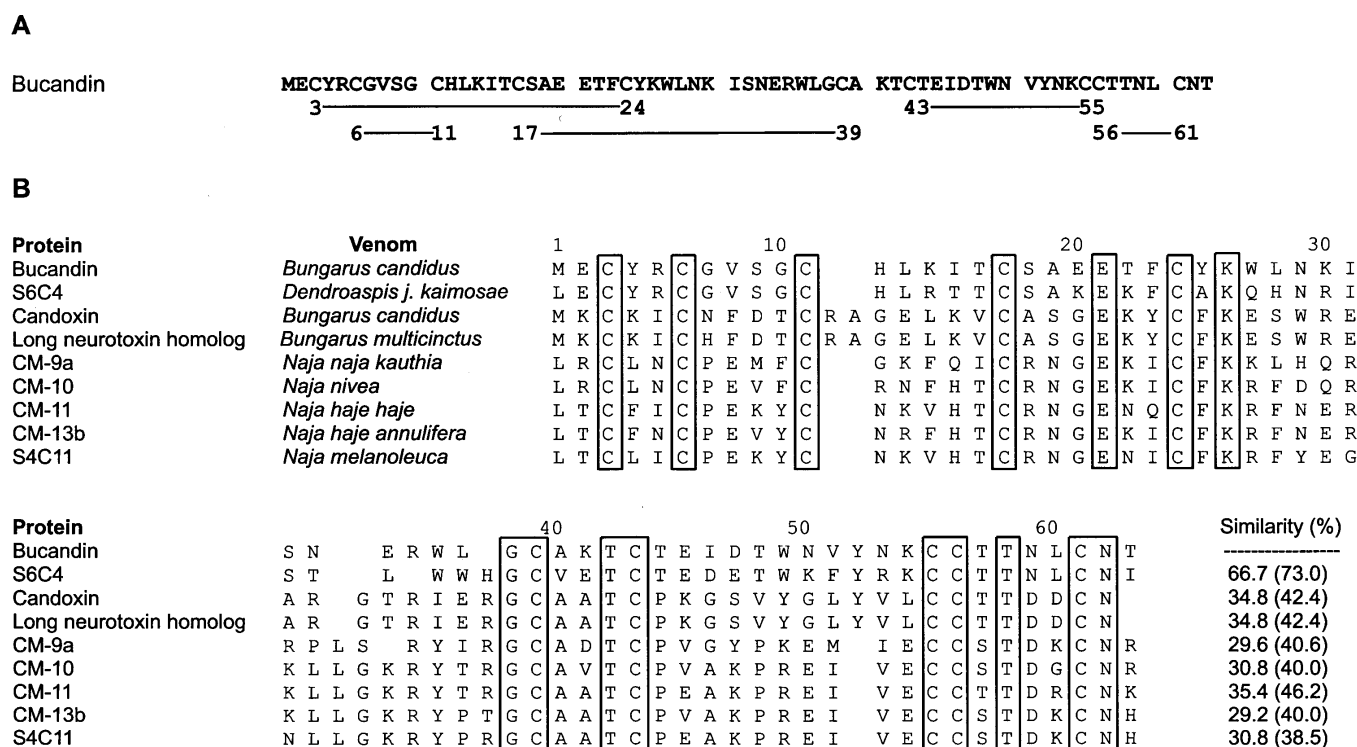 A
Bucandin MECYRCGVSG CHLKITCSAE ETFCYKWLNK ISNERWLGCA KTCTEIDTWN VYNKCCTTNL CNT
3 24 43 55
6 11 17 39 56 61
B
Protein Venom 1 10 20 30
Bucandin Bungarus candidus M E C Y R C G V S G C H L K I T C S A E E T F C Y K W L N K I
S6C4 Dendroaspis j. kaimosae L E C Y R C G V S G C H L R T T C S A K E K F C A K Q H N R I
Candoxin Bungarus candidus M K C K I C N F D T C R A G E L K V C A S G E K Y C F K E S W R E
Long neurotoxin homolog Bungarus multicinctus M K C K I C H F D T C R A G E L K V C A S G E K Y C F K E S W R E
CM-9a Naja naja kauthia L R C L N C P E M F C G K F Q I C R N G E K I C F K K L H Q R
CM-10 Naja nivea L R C L N C P E V F C R N F H T C R N G E K I C F K R F D Q R
CM-11 Naja haje haje L T C F I C P E K Y C N K V H T C R N G E N Q C F K R F N E R
CM-13b Naja haje annulifera L T C F N C P E V Y C N R F H T C R N G E K I C F K R F N E R
S4C11 Naja melanoleuca L T C L I C P E K Y C N K V H T C R N G E N I C F K R F Y E G
Protein 40 50 60 Similarity (%)
Bucandin S N E R W L G C A K T C T E I D T W N V Y N K C C T T N L C N T -----------------
S6C4 S T L W W H G C V E T C T E D E T W K F Y R K C C T T N L C N I 66.7 (73.0)
Candoxin A R G T R I E R G C A A T C P K G S V Y G L Y V L C C T T D D C N 34.8 (42.4)
Long neurotoxin homolog A R G T R I E R G C A A T C P K G S V Y G L Y V L C C T T D D C N 34.8 (42.4)
CM-9a R P L S R Y I R G C A D T C P V G Y P K E M I E C C S T D K C N R 29.6 (40.6)
CM-10 K L L G K R Y T R G C A V T C P V A K P R E I V E C C S T D G C N K 30.8 (40.0)
CM-11 K L L G K R Y T R G C A A T C P E A K P R E I V E C C T T D R C N K 35.4 (46.2)
CM-13b K L L G K R Y P T G C A A T C P V A K P R E I V E C C S T D K C N H 29.2 (40.0)
S4C11 N L L G K R Y P R G C A A T C P E A K P R E I V E C C S T D K C N H 30.8 (38.5)